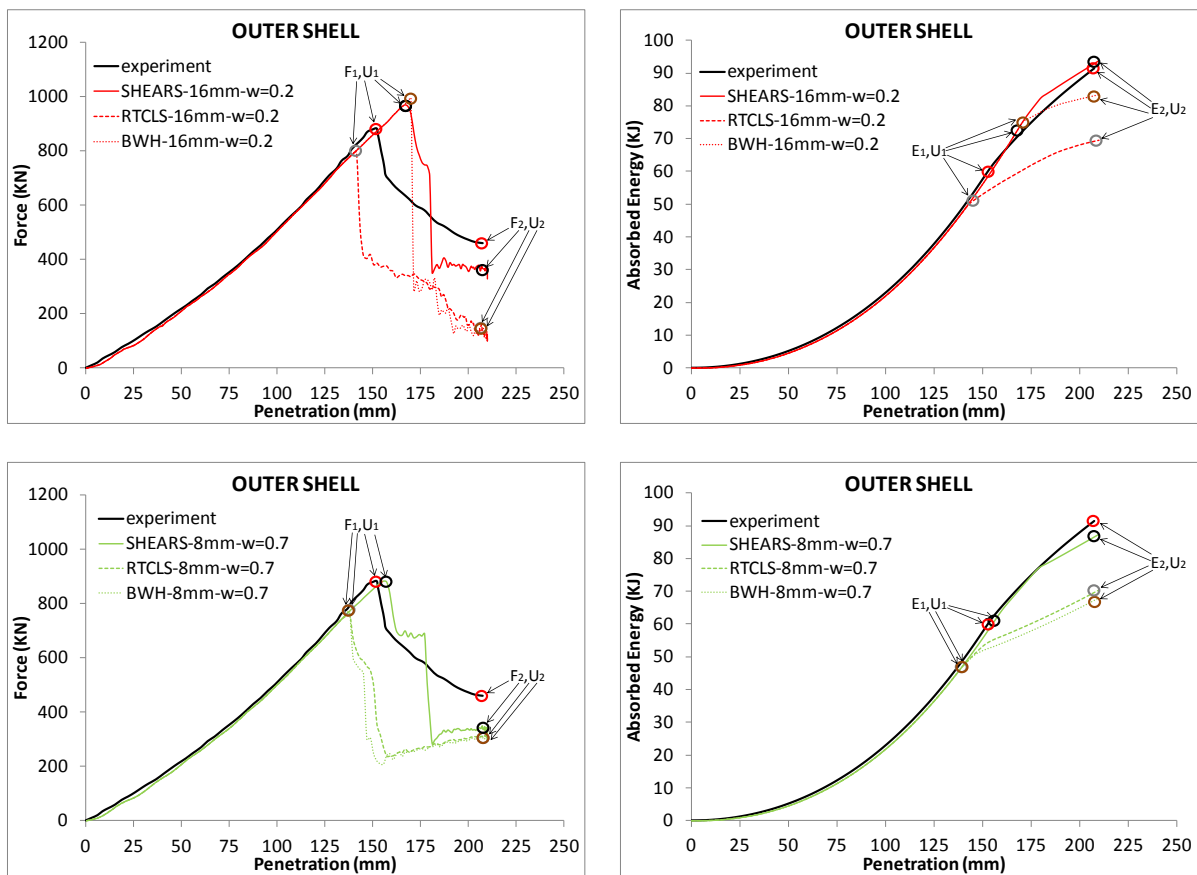 OUTER SHELL
1200
1000
800
600
400
200
0
Force (KN)
experiment
SHEARS-16mm-w=0.2
RTCLS-16mm-w=0.2
BWH-16mm-w=0.2
F1,U1
F2,U2
0 25 50 75 100 125 150 175 200 225 250
Penetration (mm)
OUTER SHELL
100
90
80
70
60
50
40
30
20
10
0
Absorbed Energy (KJ)
experiment
SHEARS-16mm-w=0.2
RTCLS-16mm-w=0.2
BWH-16mm-w=0.2
E1,U1
E2,U2
0 25 50 75 100 125 150 175 200 225 250
Penetration (mm)
OUTER SHELL
1200
1000
800
600
400
200
0
Force (KN)
experiment
SHEARS-8mm-w=0.7
RTCLS-8mm-w=0.7
BWH-8mm-w=0.7
F1,U1
F2,U2
0 25 50 75 100 125 150 175 200 225 250
Penetration (mm)
OUTER SHELL
100
90
80
70
60
50
40
30
20
10
0
Absorbed Energy (KJ)
experiment
SHEARS-8mm-w=0.7
RTCLS-8mm-w=0.7
BWH-8mm-w=0.7
E1,U1
E2,U2
0 25 50 75 100 125 150 175 200 225 250
Penetration (mm)